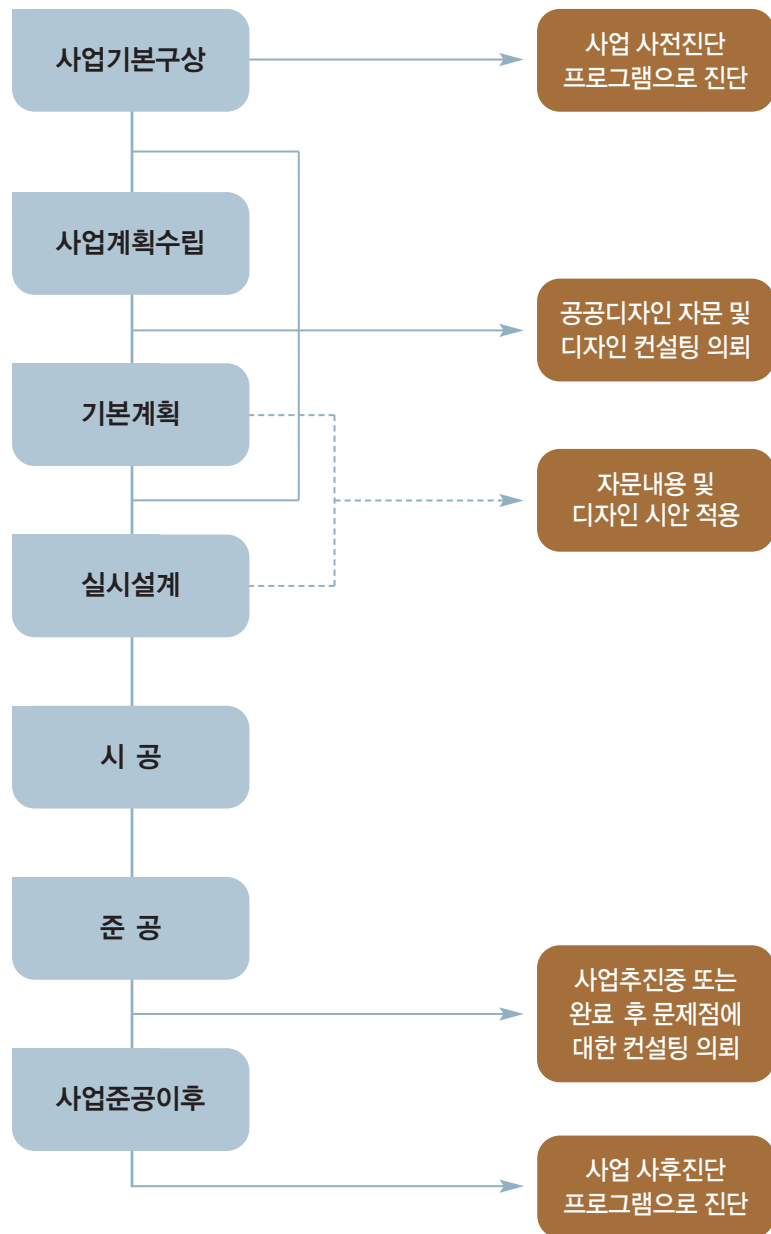 사업기본구상
사업 사전진단
프로그램으로 진단
사업계획수립
공공디자인 자문 및
디자인 컨설팅 의뢰
기본계획
자문내용 및
디자인 시안 적용
실시설계
시 공
준 공
사업추진중 또는
완료 후 문제점에
대한 컨설팅 의뢰
사업준공이후
사업 사후진단
프로그램으로 진단